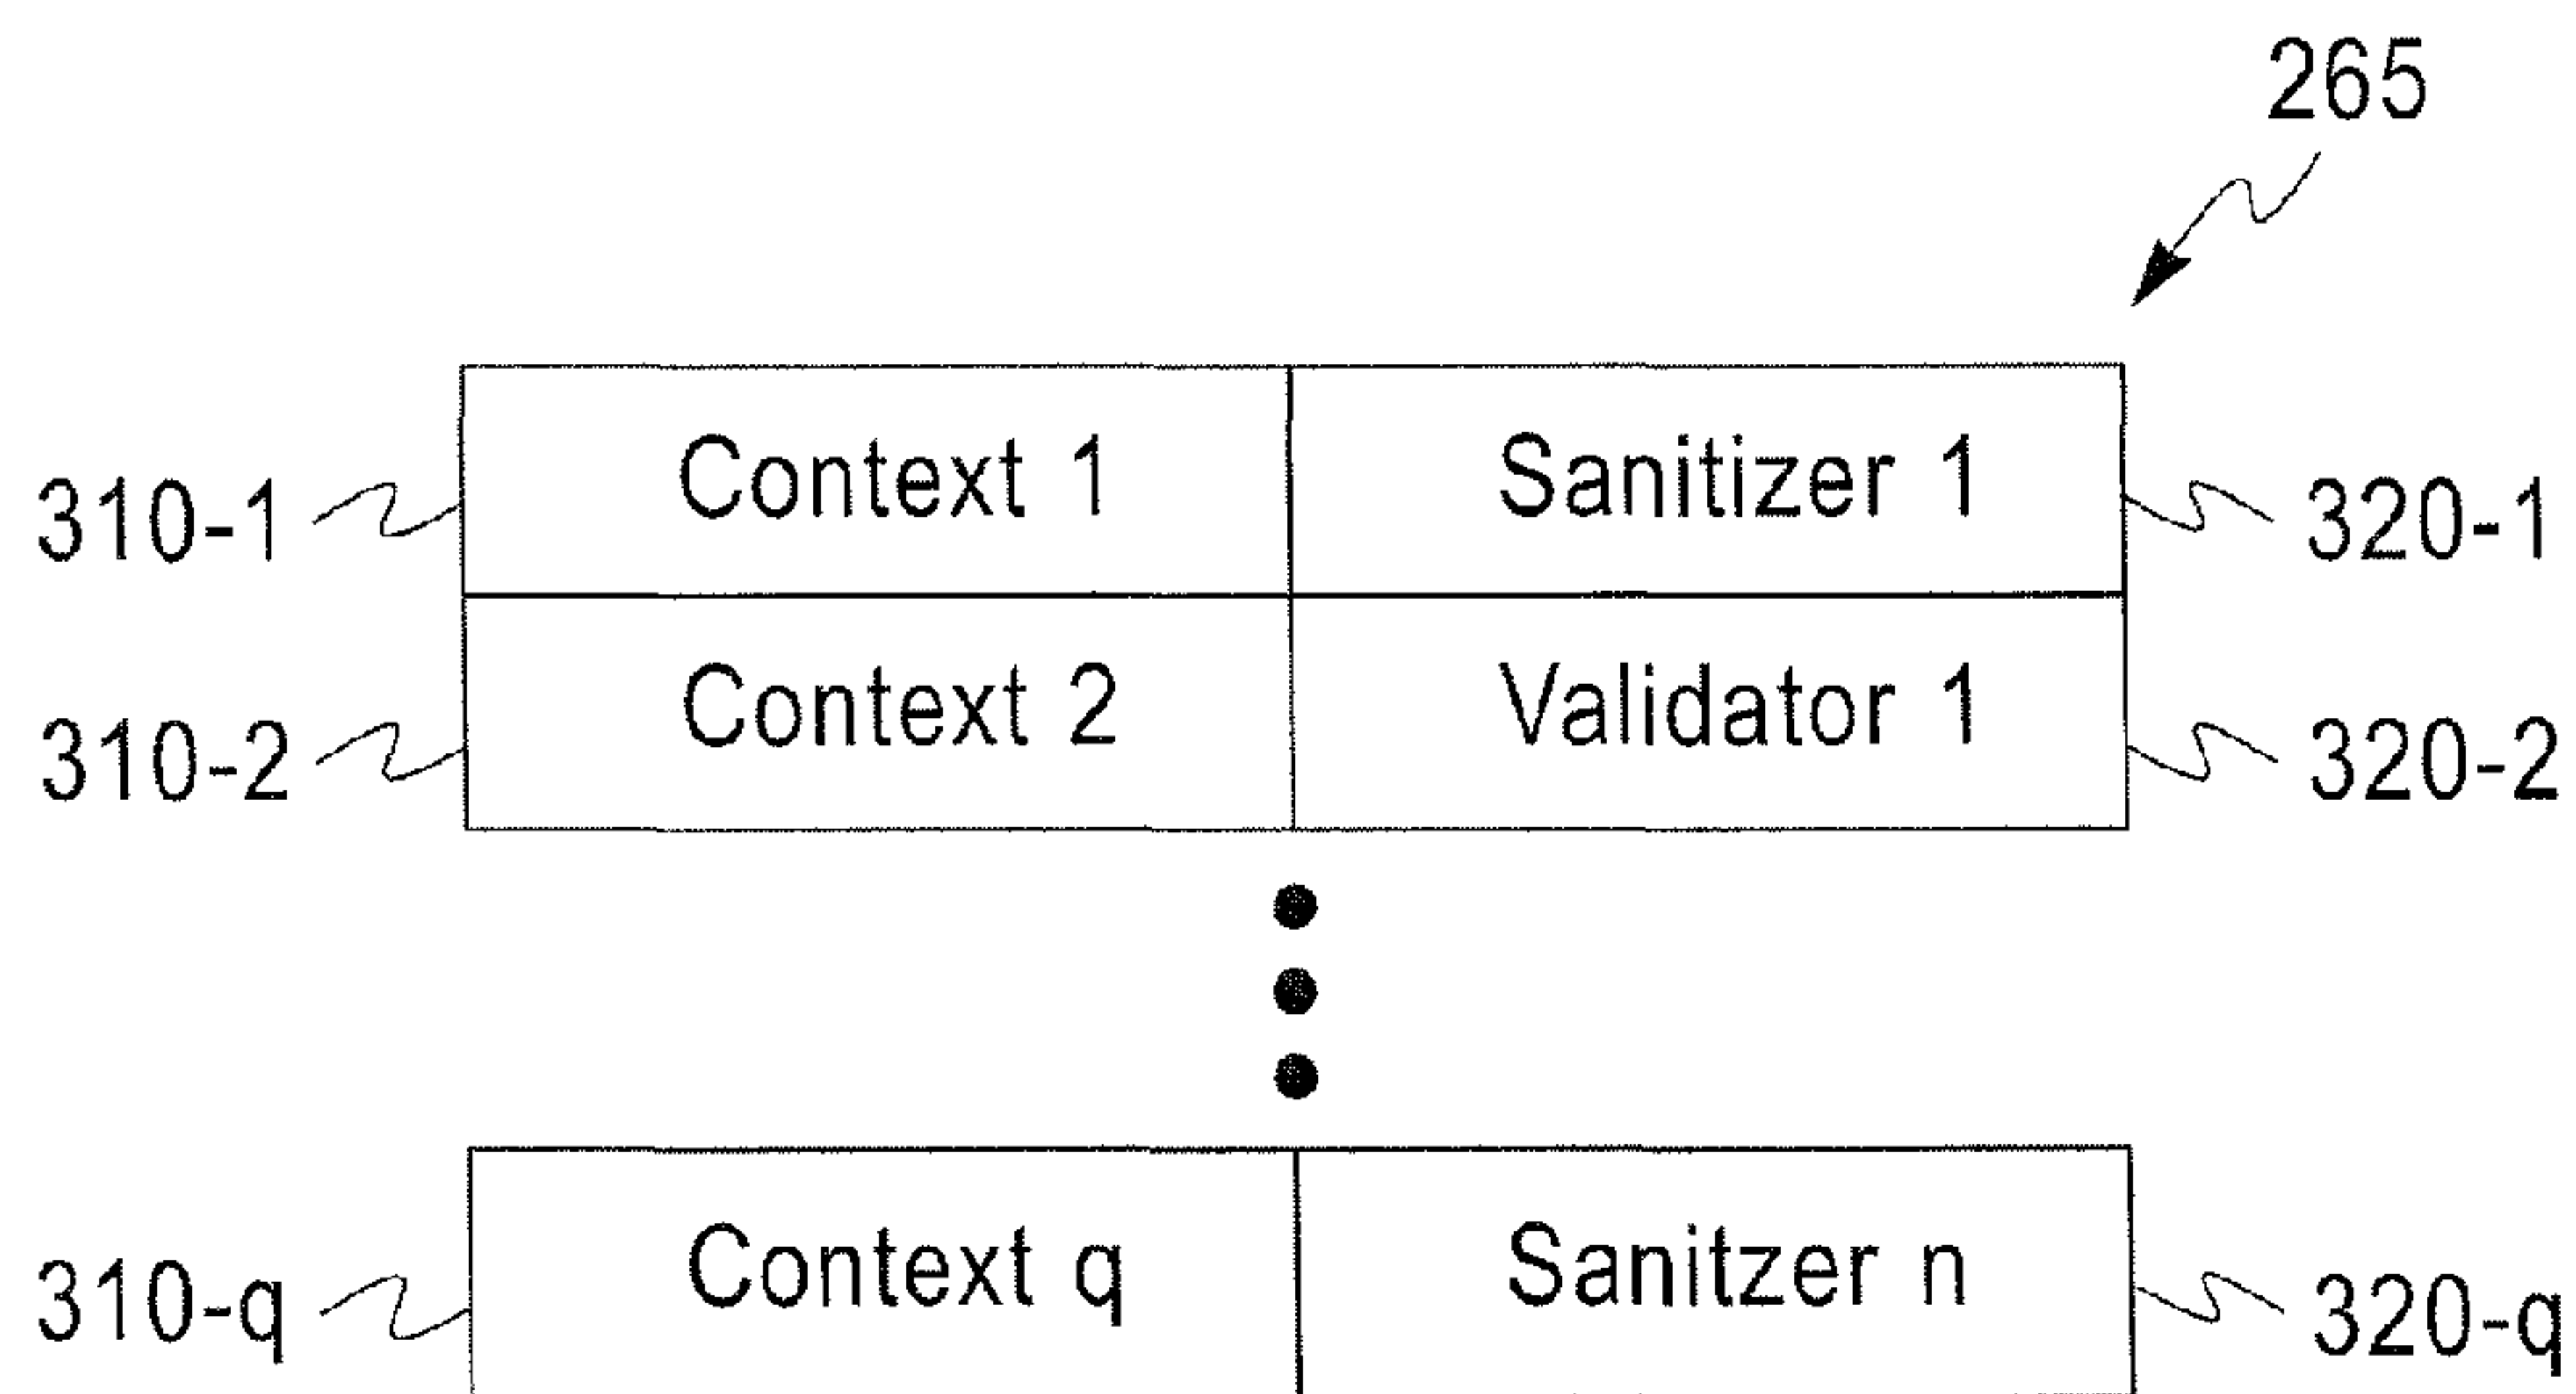 265
310-1 Context 1 Sanitizer 1 320-1
310-2 Context 2 Validator 1 320-2
310-q Context q Sanitzer n 320-q